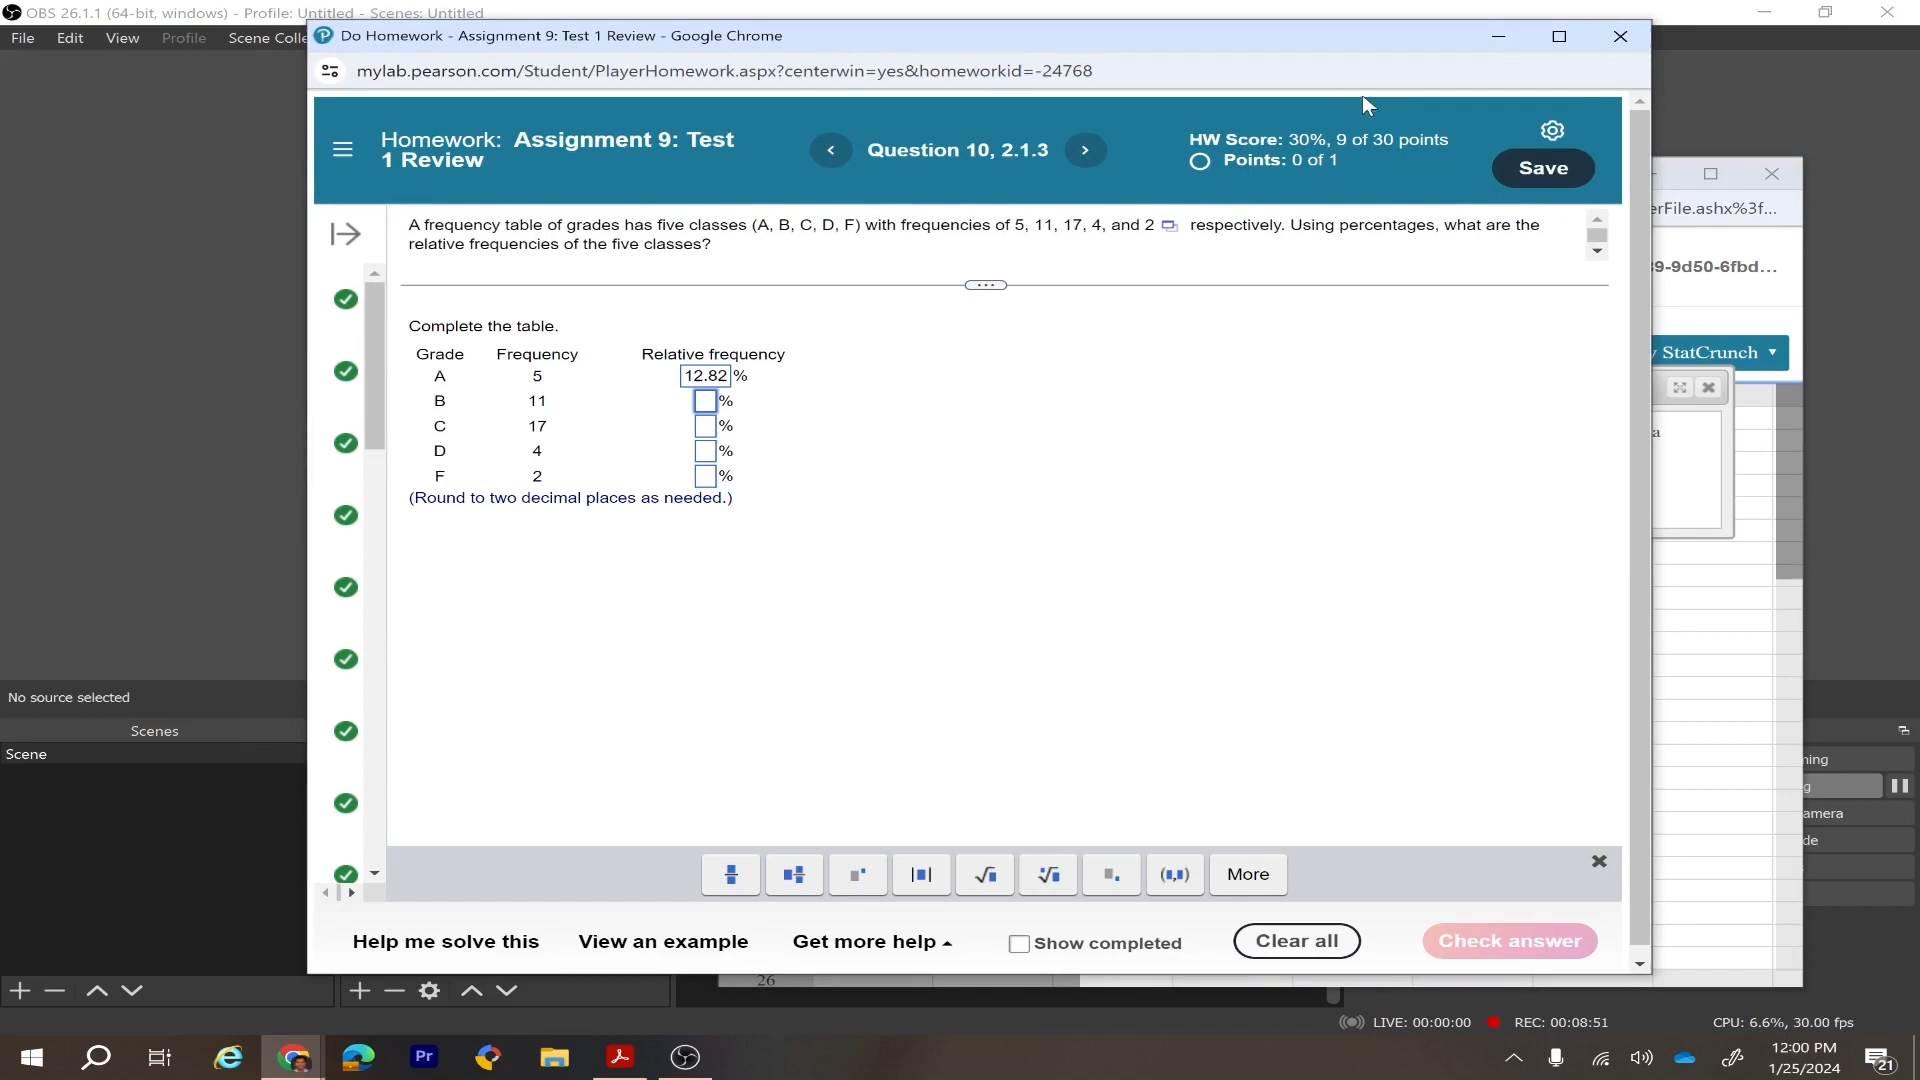 OBS 26.1.1 (64-bit, windows) - Profile: Untitled - Scenes: Untitled
File Edit View Profile Scene Colle
Do Homework - Assignment 9: Test 1 Review - Google Chrome
mylab.pearson.com/Student/PlayerHomework.aspx?centerwin=yes&homeworkid=-24768
Homework: Assignment 9: Test
1 Review
Question 10, 2.1.3
HW Score: 30%, 9 of 30 points
Points: 0 of 1
Save
erFile.ashx%3f...
A frequency table of grades has five classes (A, B, C, D, F) with frequencies of 5, 11, 17, 4, and 2 respectively. Using percentages, what are the
relative frequencies of the five classes?
39-9d50-6fbd...
StatCrunch
Complete the table.
Grade Frequency Relative frequency
A 5 12.82 %
B 11 %
C 17 %
D 4 %
F 2 %
(Round to two decimal places as needed.)
a
No source selected
Scenes
Scene
ning
g
amera
de
More
Help me solve this View an example Get more help Show completed Clear all Check answer
26
LIVE: 00:00:00 REC: 00:08:51 CPU: 6.6%, 30.00 fps
Pr
12:00 PM
1/25/2024
21